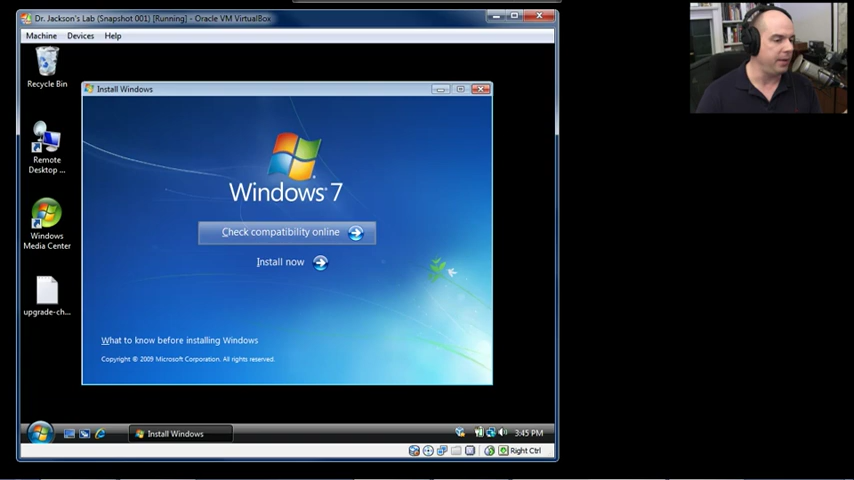 Dr. Jackson's Lab (Snapshot 001) [Running] - Oracle VM VirtualBox
Machine Devices Help
Recycle Bin
Install Windows
Remote
Desktop ...
Windows 7
Check compatibility online
Windows
Media Center
Install now
upgrade-ch...
What to know before installing Windows
Copyright © 2009 Microsoft Corporation. All rights reserved.
Install Windows
3:45 PM
Right Ctrl